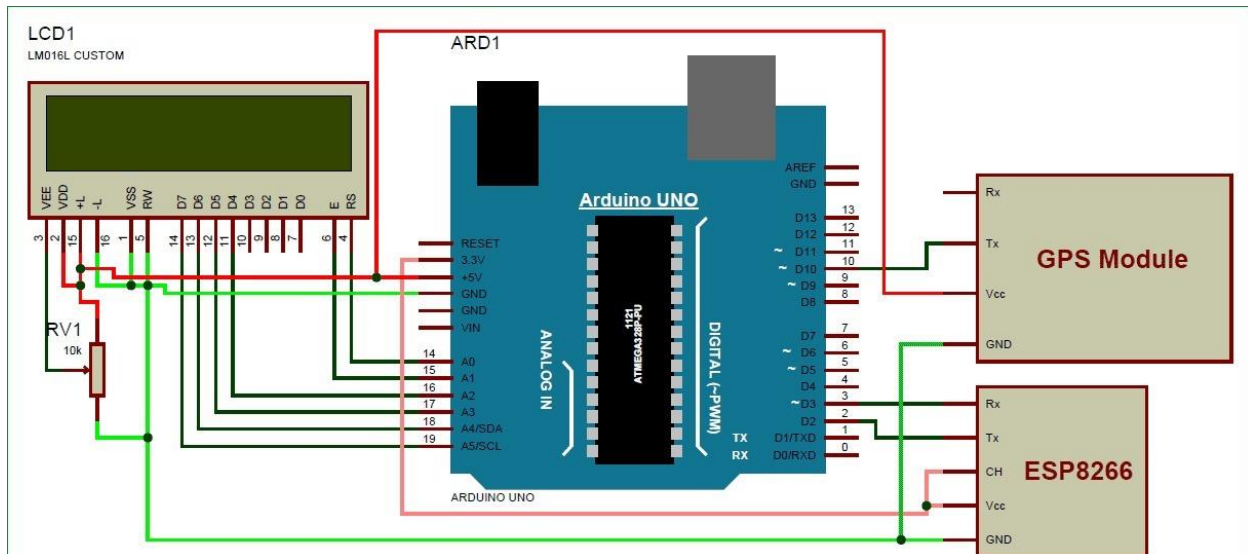 LCD1
LM016L CUSTOM
VEE
VDD
+L
-L
VSS
RW
D7
D6
D5
D4
D3
D2
D1
D0
E
RS
3
2
15
16
1
5
14
13
12
11
10
9
8
7
6
4
RV1
10k
ARD1
Arduino UNO
RESET
3.3V
+5V
GND
GND
VIN
14 A0
15 A1
16 A2
17 A3
18 A4/SDA
19 A5/SCL
ANALOG IN
1121
ATMEGA328P-PU
DIGITAL (~PWM)
AREF
GND
D13 13
D12 12
~ D11 11
~ D10 10
~ D9 9
D8 8
D7 7
~ D6 6
~ D5 5
D4 4
~ D3 3
D2 2
TX D1/TXD 1
RX D0/RXD 0
ARDUINO UNO
Rx
Tx
Vcc
GND
GPS Module
Rx
Tx
CH
Vcc
GND
ESP8266